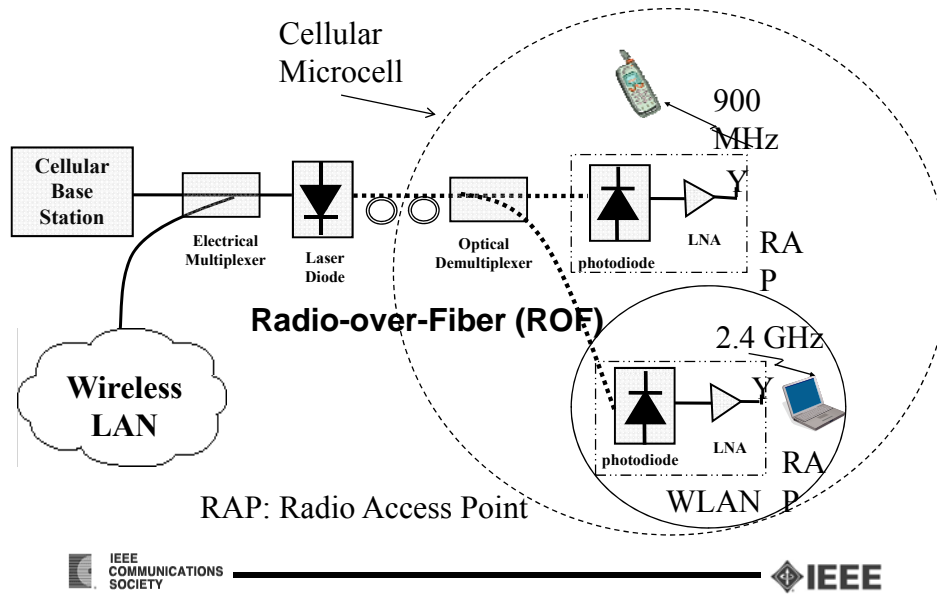 Cellular
Microcell
900
MHz
Cellular
Base
Station
Y
Electrical
Multiplexer
Laser
Diode
Optical
Demultiplexer
photodiode
LNA
RA
P
Radio-over-Fiber (ROF)
2.4 GHz
Wireless
LAN
Y
photodiode
LNA
RA
P
WLAN
RAP: Radio Access Point
IEEE
COMMUNICATIONS
SOCIETY
IEEE